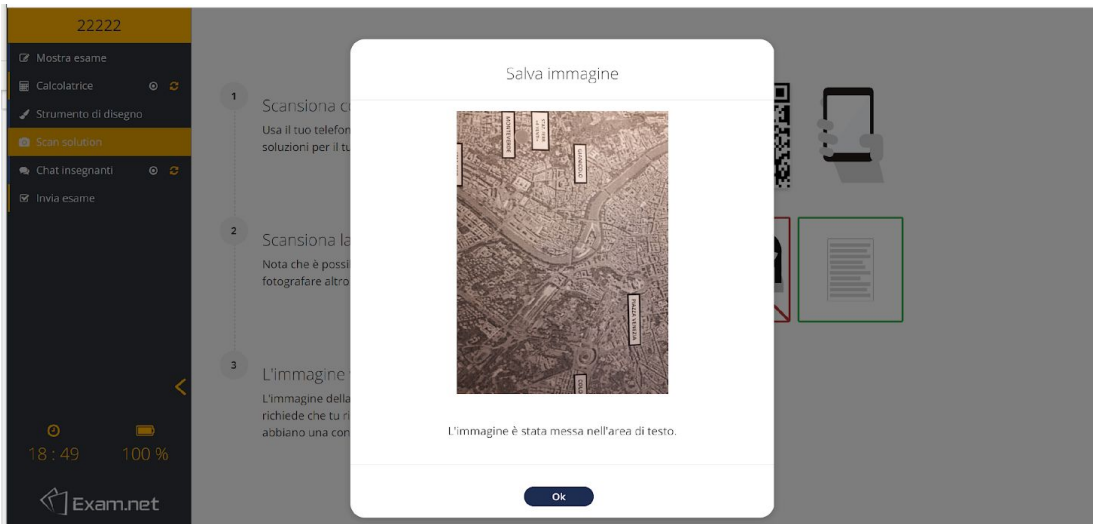 22222
Mostra esame
Calcolatrice
Strumento di disegno
Scan solution
Chat insegnanti
Invia esame
18 : 49
100 %
Exam.net
1
Scansiona
Usa il tuo telefon
soluzioni per il tu
2
Scansiona la
Nota che è possi
fotografare altro
3
L'immagine
L'immagine della
richiede che tu ri
abbiano una con
Salva immagine
MONTEVERDE
GIANICOLO
PIAZZA VENEZIA
L'immagine è stata messa nell'area di testo.
Ok